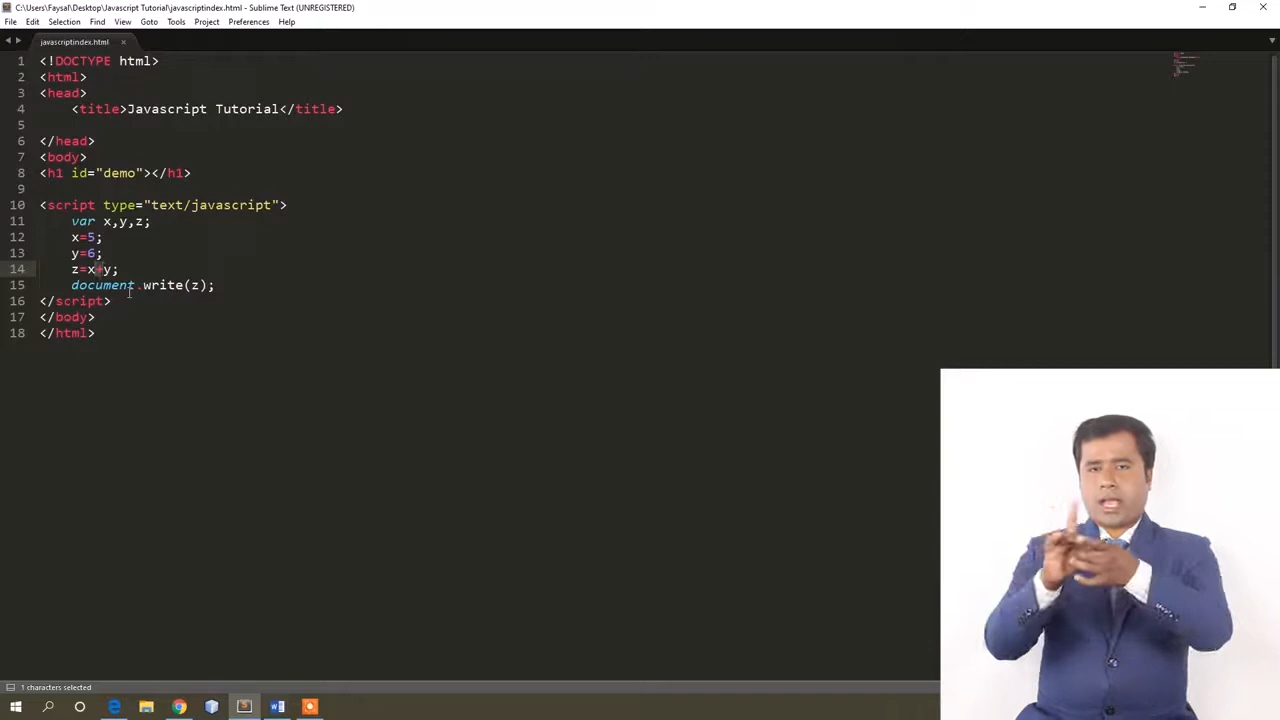 C:\Users\Faysal\Desktop\Javascript Tutorial\javascriptindex.html - Sublime Text (UNREGISTERED)
File Edit Selection Find View Goto Tools Project Preferences Help
javascriptindex.html
1 <!DOCTYPE html>
2 <html>
3 <head>
4 <title>Javascript Tutorial</title>
5
6 </head>
7 <body>
8 <h1 id="demo"></h1>
9
10 <script type="text/javascript">
11 var x,y,z;
12 x=5;
13 y=6;
14 z=x+y;
15 document.write(z);
16 </script>
17 </body>
18 </html>
1 characters selected